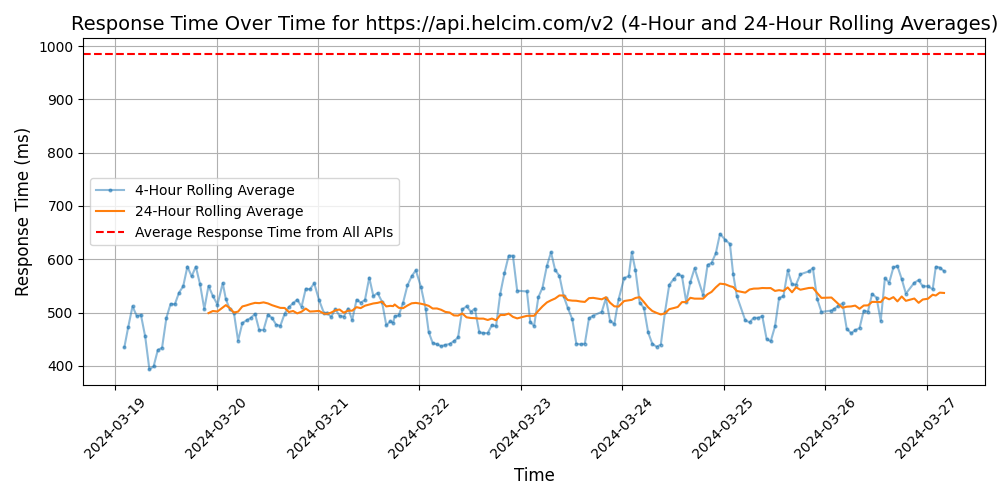 Response Time Over Time for https://api.helcim.com/v2 (4-Hour and 24-Hour Rolling Averages)
Response Time (ms)
1000
900
800
700
600
500
400
4-Hour Rolling Average
24-Hour Rolling Average
Average Response Time from All APIs
2024-03-19
2024-03-20
2024-03-21
2024-03-22
2024-03-23
2024-03-24
2024-03-25
2024-03-26
2024-03-27
Time